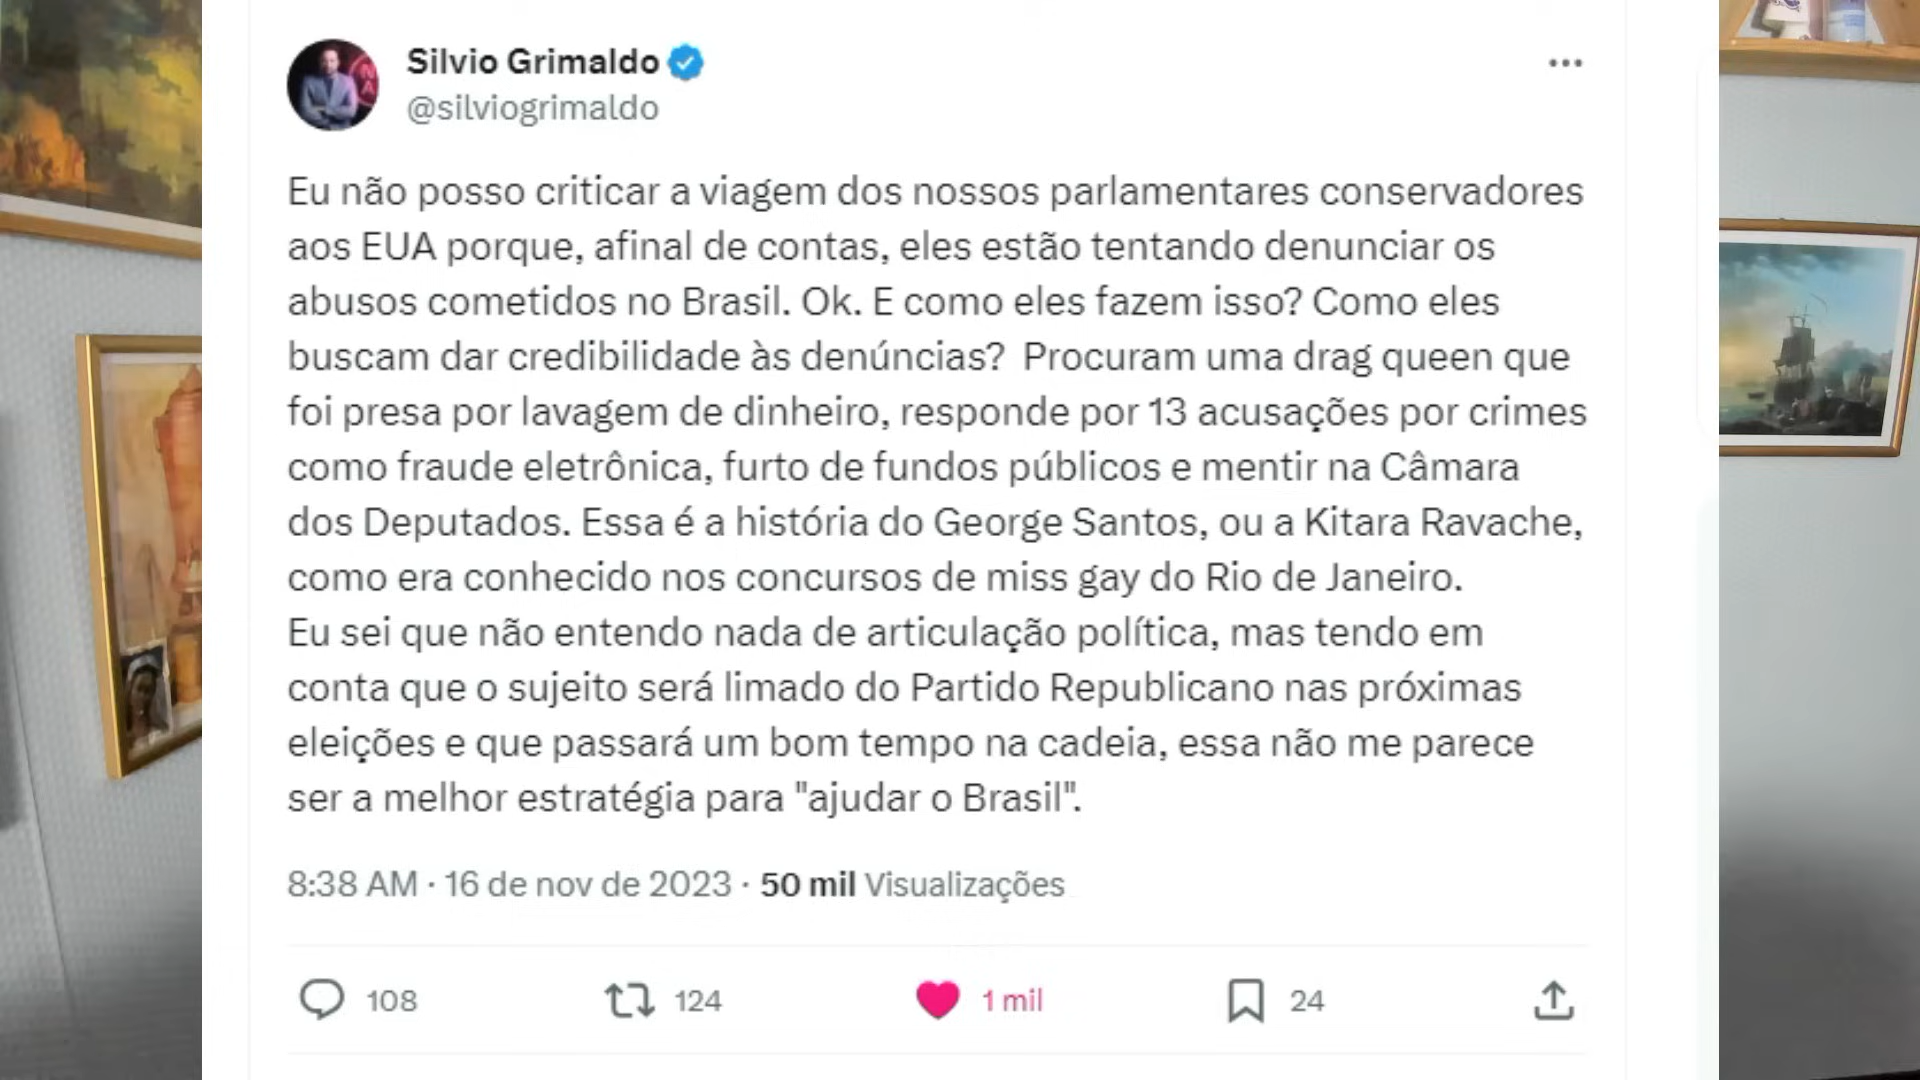 Silvio Grimaldo
@silviogrimaldo
Eu não posso criticar a viagem dos nossos parlamentares conservadores
aos EUA porque, afinal de contas, eles estão tentando denunciar os
abusos cometidos no Brasil. Ok. E como eles fazem isso? Como eles
buscam dar credibilidade às denúncias?  Procuram uma drag queen que
foi presa por lavagem de dinheiro, responde por 13 acusações por crimes
como fraude eletrônica, furto de fundos públicos e mentir na Câmara
dos Deputados. Essa é a história do George Santos, ou a Kitara Ravache,
como era conhecido nos concursos de miss gay do Rio de Janeiro.
Eu sei que não entendo nada de articulação política, mas tendo em
conta que o sujeito será limado do Partido Republicano nas próximas
eleições e que passará um bom tempo na cadeia, essa não me parece
ser a melhor estratégia para "ajudar o Brasil".
8:38 AM · 16 de nov de 2023 · 50 mil Visualizações
108 124 1 mil 24